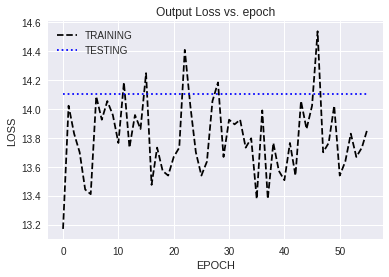 Output Loss vs. epoch
TRAINING
TESTING
LOSS
14.6
14.4
14.2
14.0
13.8
13.6
13.4
13.2
0
10
20
30
40
50
EPOCH